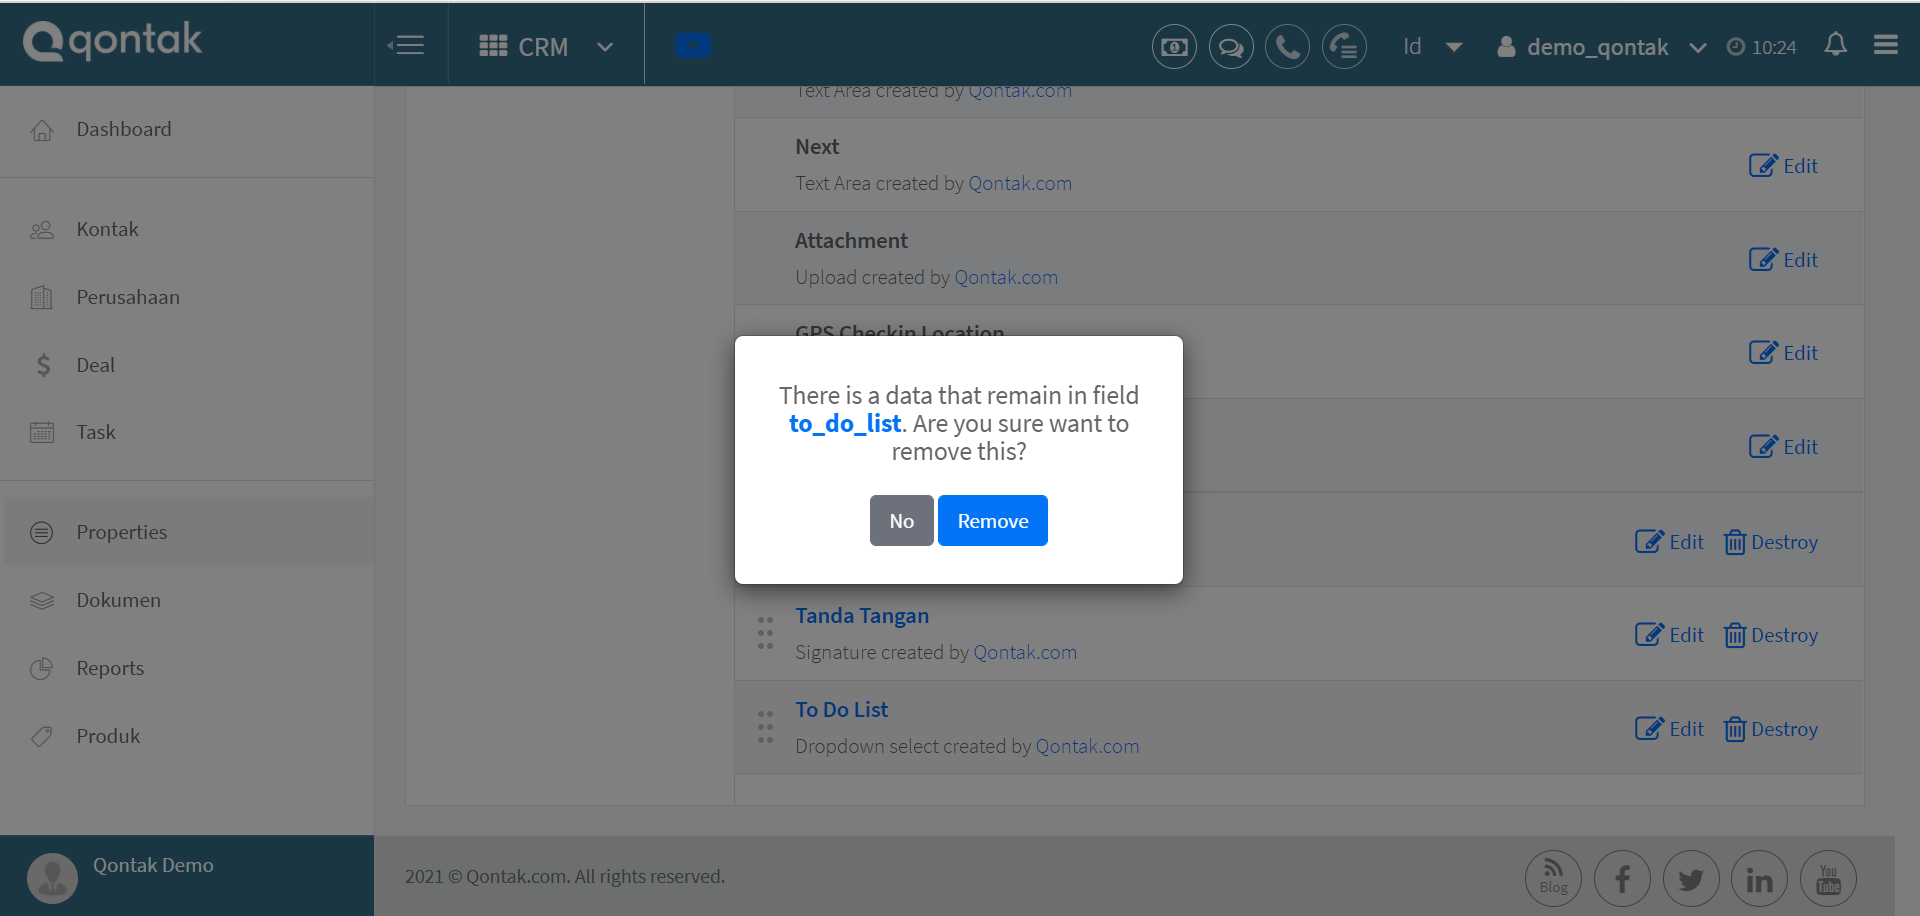 qontak
CRM
Id
demo_qontak
10:24
Dashboard
Kontak
Perusahaan
Deal
Task
Properties
Dokumen
Reports
Produk
Qontak Demo
Text Area created by Qontak.com
Next
Text Area created by Qontak.com
Edit
Attachment
Upload created by Qontak.com
Edit
GPS Checkin Location
Edit
Edit
There is a data that remain in field
to_do_list. Are you sure want to
remove this?
No
Remove
Edit
Destroy
Tanda Tangan
Signature created by Qontak.com
Edit
Destroy
To Do List
Dropdown select created by Qontak.com
Edit
Destroy
2021 © Qontak.com. All rights reserved.
Blog
You
Tube